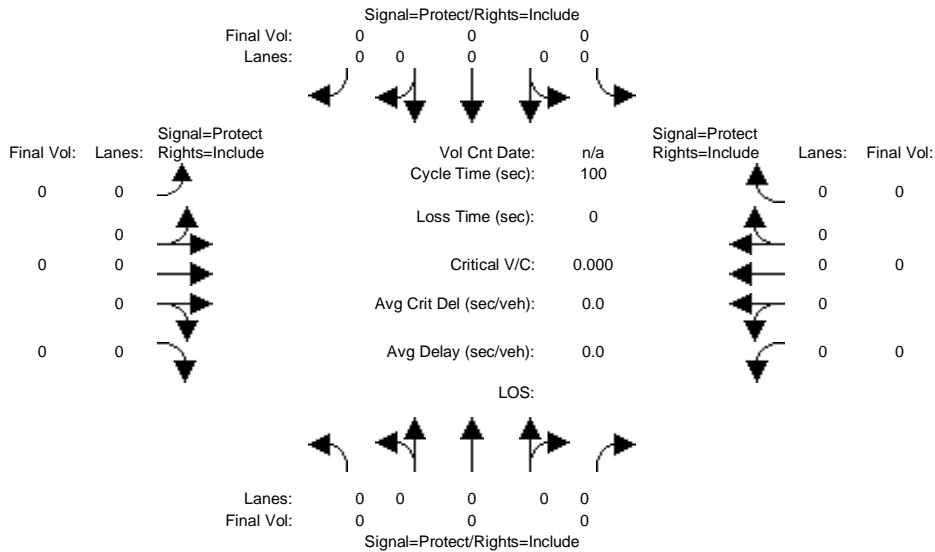 Signal=Protect/Rights=Include
Final Vol: 0 0 0
Lanes: 0 0 0 0 0
Signal=Protect Signal=Protect
Final Vol: Lanes: Rights=Include Vol Cnt Date: n/a Rights=Include Lanes: Final Vol:
Cycle Time (sec): 100
0 0 0 0
Loss Time (sec): 0
0 0
0 0 Critical V/C: 0.000 0 0
0 Avg Crit Del (sec/veh): 0.0 0
0 0 Avg Delay (sec/veh): 0.0 0 0
LOS:
Lanes: 0 0 0 0 0
Final Vol: 0 0 0
Signal=Protect/Rights=Include